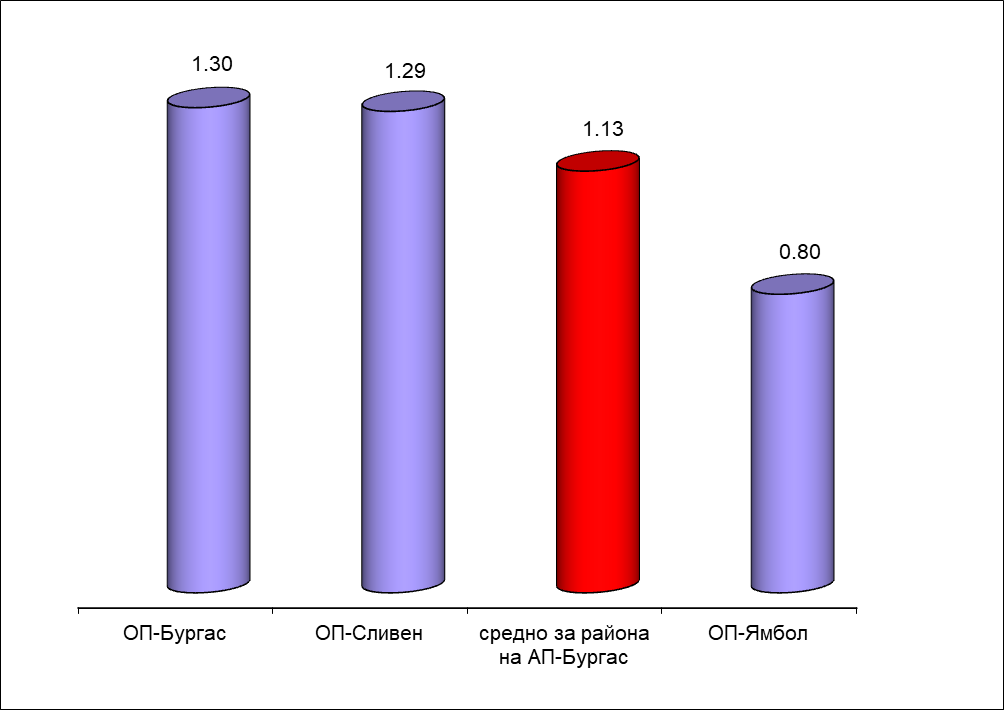 1.30
1.29
1.13
0.80
ОП-Бургас
ОП-Сливен
средно за района
на АП-Бургас
ОП-Ямбол